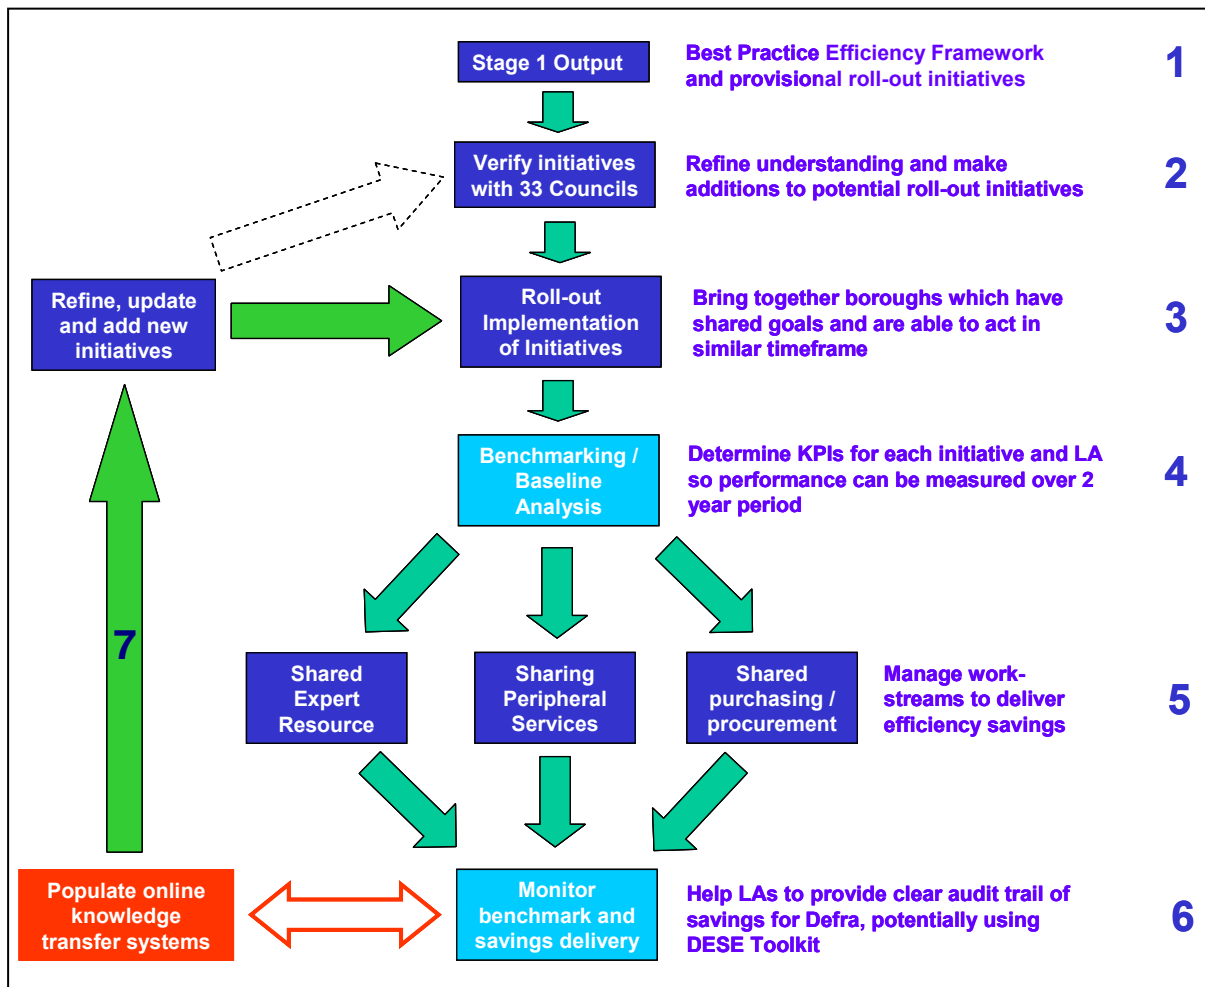 Stage 1 Output
Best Practice Efficiency Framework
and provisional roll-out initiatives
1
Verify initiatives
with 33 Councils
Refine understanding and make
additions to potential roll-out initiatives
2
Refine, update
and add new
initiatives
Roll-out
Implementation
of Initiatives
Bring together boroughs which have
shared goals and are able to act in
similar timeframe
3
Benchmarking /
Baseline
Analysis
Determine KPIs for each initiative and LA
so performance can be measured over 2
year period
4
7
Shared
Expert
Resource
Sharing
Peripheral
Services
Shared
purchasing /
procurement
Manage work-
streams to deliver
efficiency savings
5
Populate online
knowledge
transfer systems
Monitor
benchmark and
savings delivery
Help LAs to provide clear audit trail of
savings for Defra, potentially using
DESE Toolkit
6